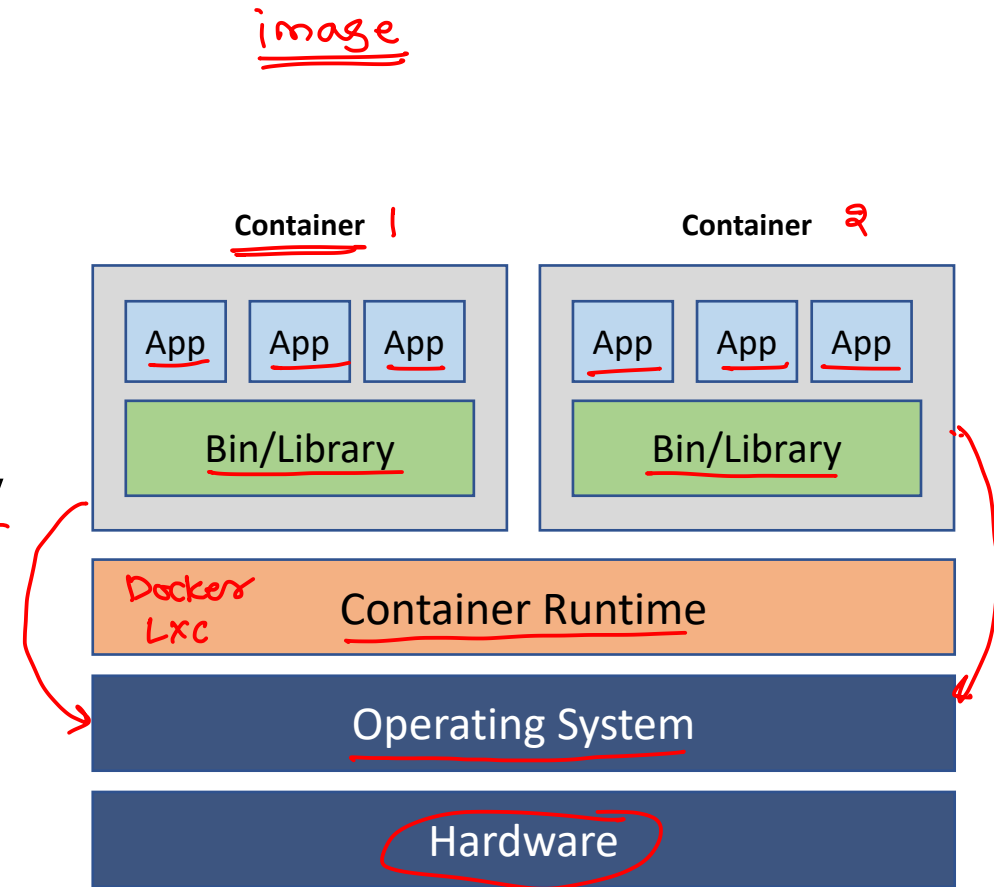 image
Container 1 Container 2
App App App App App App
Bin/Library Bin/Library
Docker
LXC
Container Runtime
Operating System
Hardware